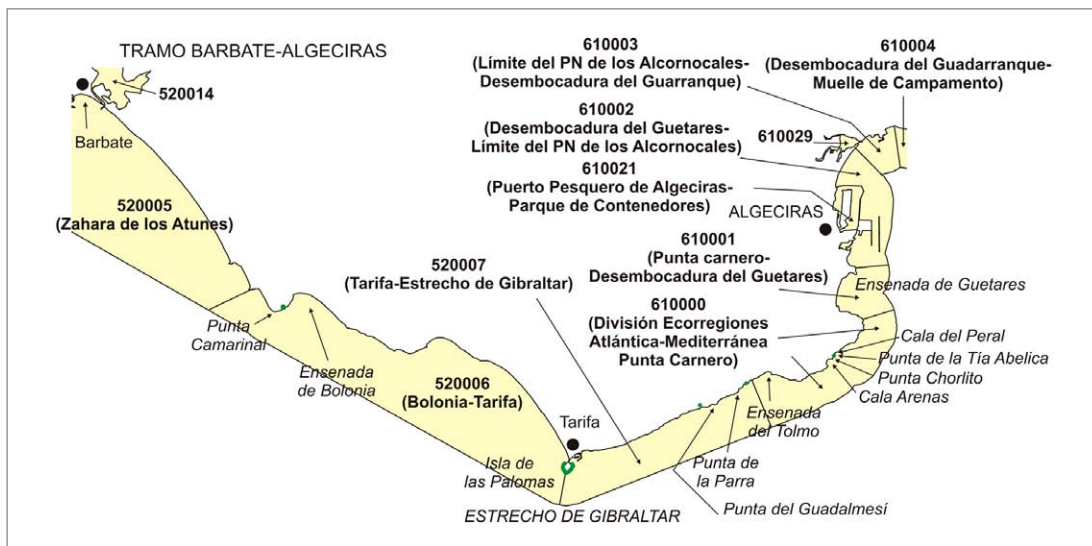 TRAMO BARBATE-ALGECIRAS
520014
Barbate
520005
(Zahara de los Atunes)
Punta
Camarinal
Ensenada
de Bolonia
520006
(Bolonia-Tarifa)
520007
(Tarifa-Estrecho de Gibraltar)
Tarifa
Isla de
las Palomas
ESTRECHO DE GIBRALTAR
610003
(Límite del PN de los Alcornocales-
Desembocadura del Guarranque)
610004
(Desembocadura del Guadarranque-
Muelle de Campamento)
610002
(Desembocadura del Guetares-
Límite del PN de los Alcornocales)
610029
610021
(Puerto Pesquero de Algeciras-
Parque de Contenedores)
ALGECIRAS
610001
(Punta carnero-
Desembocadura del Guetares)
Ensenada de Guetares
610000
(División Ecorregiones
Atlántica-Mediterránea
Punta Carnero)
Cala del Peral
Punta de la Tía Abelica
Punta Chorlito
Cala Arenas
Ensenada
del Tolmo
Punta de
la Parra
Punta del Guadalmesí